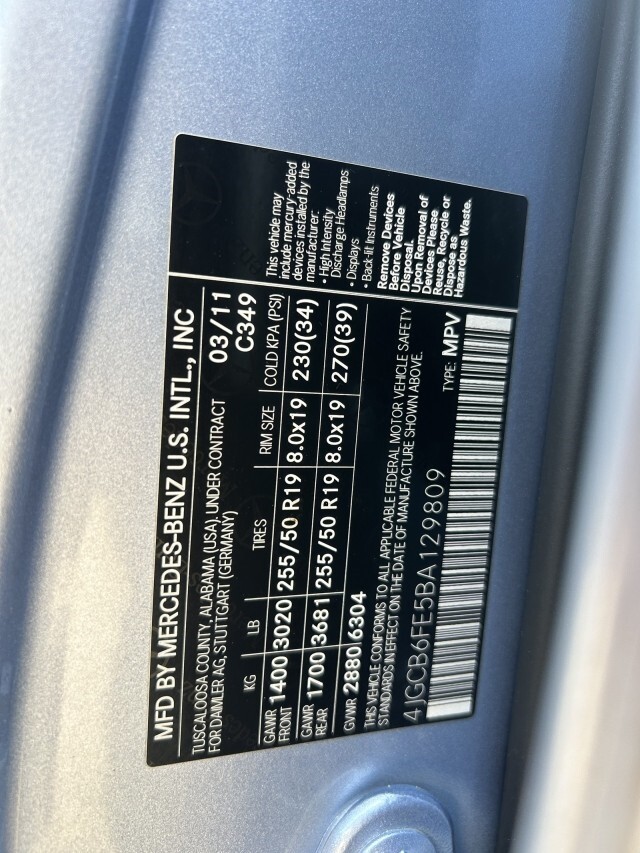 MFD BY MERCEDES-BENZ U.S. INTL., INC
TUSCALOOSA COUNTY, ALABAMA (USA), UNDER CONTRACT
FOR DAIMLER AG, STUTTGART (GERMANY)
03/11
C349
KG LB TIRES RIM SIZE COLD KPA (PSI)
GAWR FRONT 1400 3020 255/50 R19 8.0x19 230(34)
GAWR REAR 1700 3681 255/50 R19 8.0x19 270(39)
GVWR 2880 6304
THIS VEHICLE CONFORMS TO ALL APPLICABLE FEDERAL MOTOR VEHICLE SAFETY
STANDARDS IN EFFECT ON THE DATE OF MANUFACTURE SHOWN ABOVE.
4JGCB6FE5BA129809 TYPE: MPV
This vehicle may
include mercury-added
devices installed by the
manufacturer:
• High Intensity
Discharge Headlamps
• Displays
• Back-lit Instruments
Remove Devices
Before Vehicle
Disposal.
Upon Removal of
Devices Please
Reuse, Recycle or
Dispose as
Hazardous Waste.